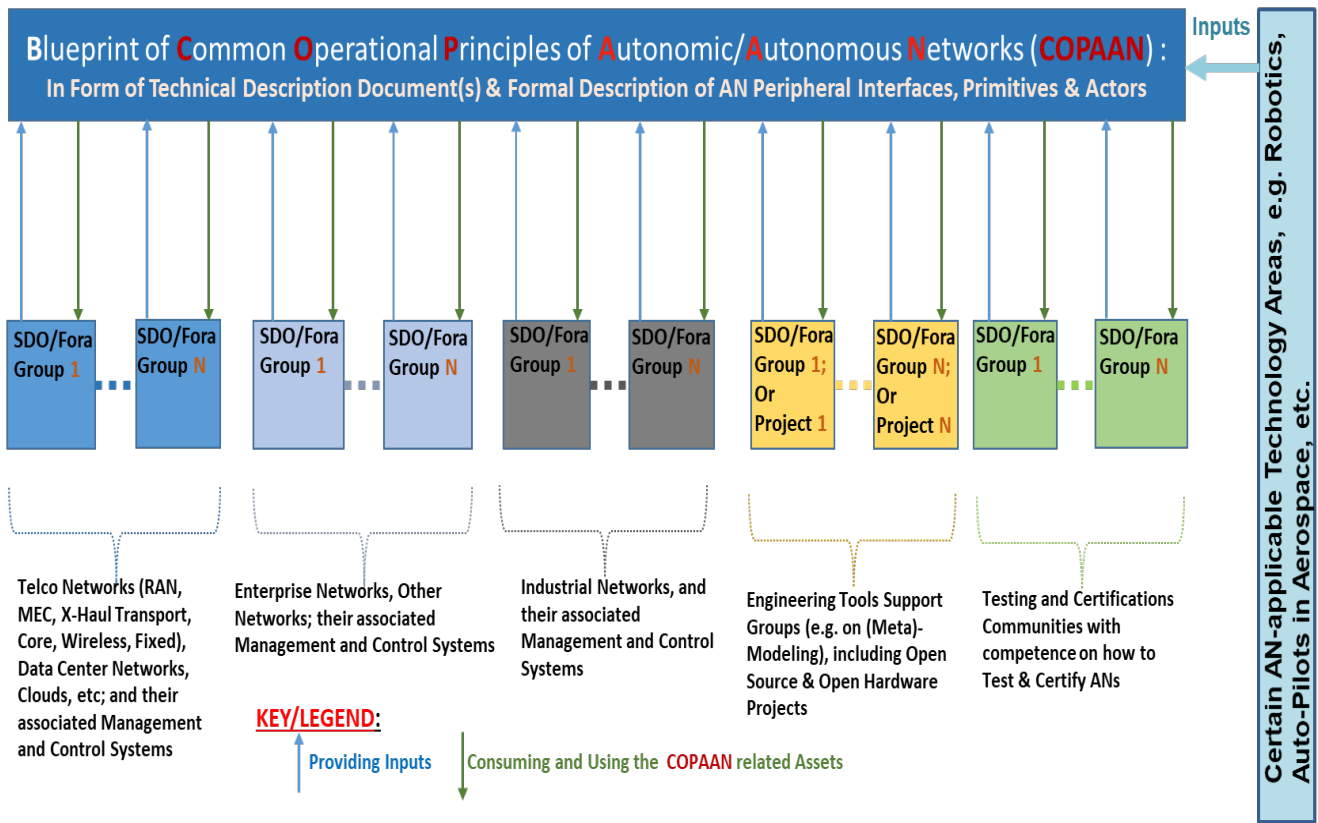 Blueprint of Common Operational Principles of Autonomic/Autonomous Networks (COPAAN) :
In Form of Technical Description Document(s) & Formal Description of AN Peripheral Interfaces, Primitives & Actors
Inputs
Certain AN-applicable Technology Areas, e.g. Robotics,
Auto-Pilots in Aerospace, etc.
SDO/Fora
Group 1
SDO/Fora
Group N
SDO/Fora
Group 1
SDO/Fora
Group N
SDO/Fora
Group 1
SDO/Fora
Group N
SDO/Fora
Group 1;
Or
Project 1
SDO/Fora
Group N;
Or
Project N
SDO/Fora
Group 1
SDO/Fora
Group N
Telco Networks (RAN,
MEC, X-Haul Transport,
Core, Wireless, Fixed),
Data Center Networks,
Clouds, etc; and their
associated Management
and Control Systems
Enterprise Networks, Other
Networks; their associated
Management and Control Systems
Industrial Networks, and
their associated
Management and Control
Systems
Engineering Tools Support
Groups (e.g. on (Meta)-
Modeling), including Open
Source & Open Hardware
Projects
Testing and Certifications
Communities with
competence on how to
Test & Certify ANs
KEY/LEGEND:
Providing Inputs
Consuming and Using the COPAAN related Assets